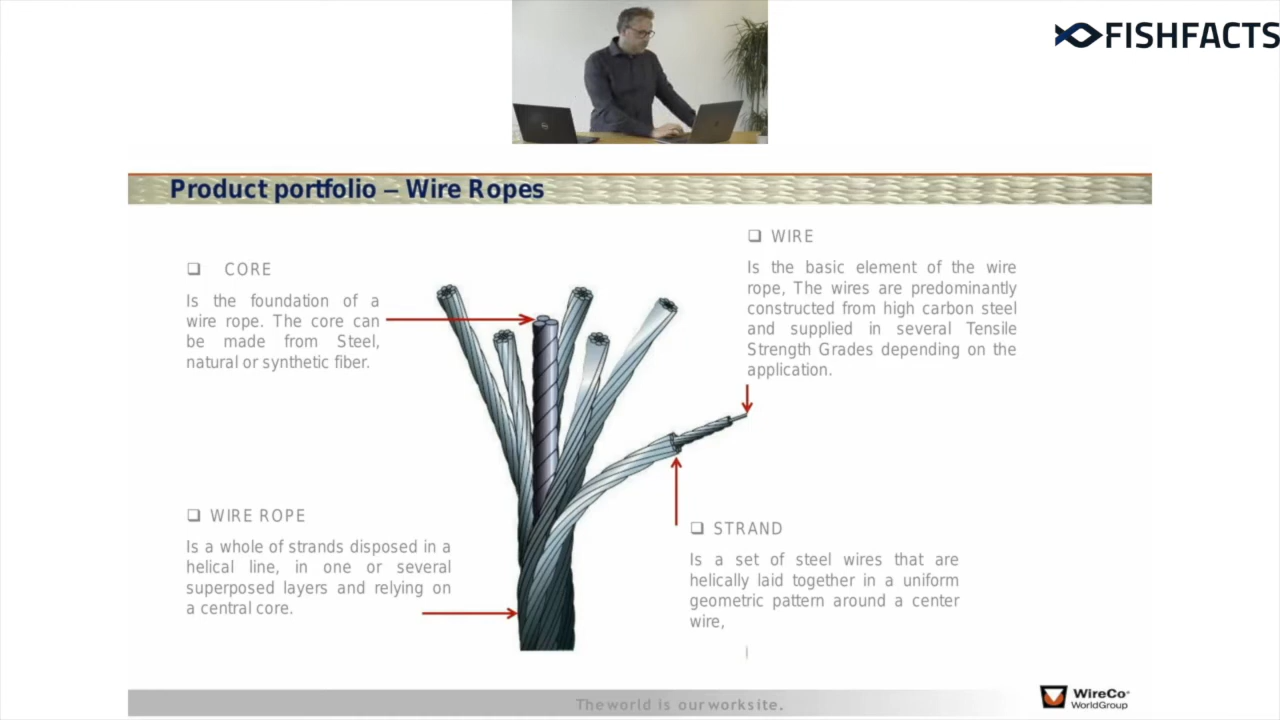 FISHFACTS
Product portfolio – Wire Ropes
CORE
Is the foundation of a
wire rope. The core can
be made from Steel,
natural or synthetic fiber.
WIRE
Is the basic element of the wire
rope, The wires are predominantly
constructed from high carbon steel
and supplied in several Tensile
Strength Grades depending on the
application.
WIRE ROPE
Is a whole of strands disposed in a
helical line, in one or several
superposed layers and relying on
a central core.
STRAND
Is a set of steel wires that are
helically laid together in a uniform
geometric pattern around a center
wire,
The world is our worksite.
WireCo
WorldGroup